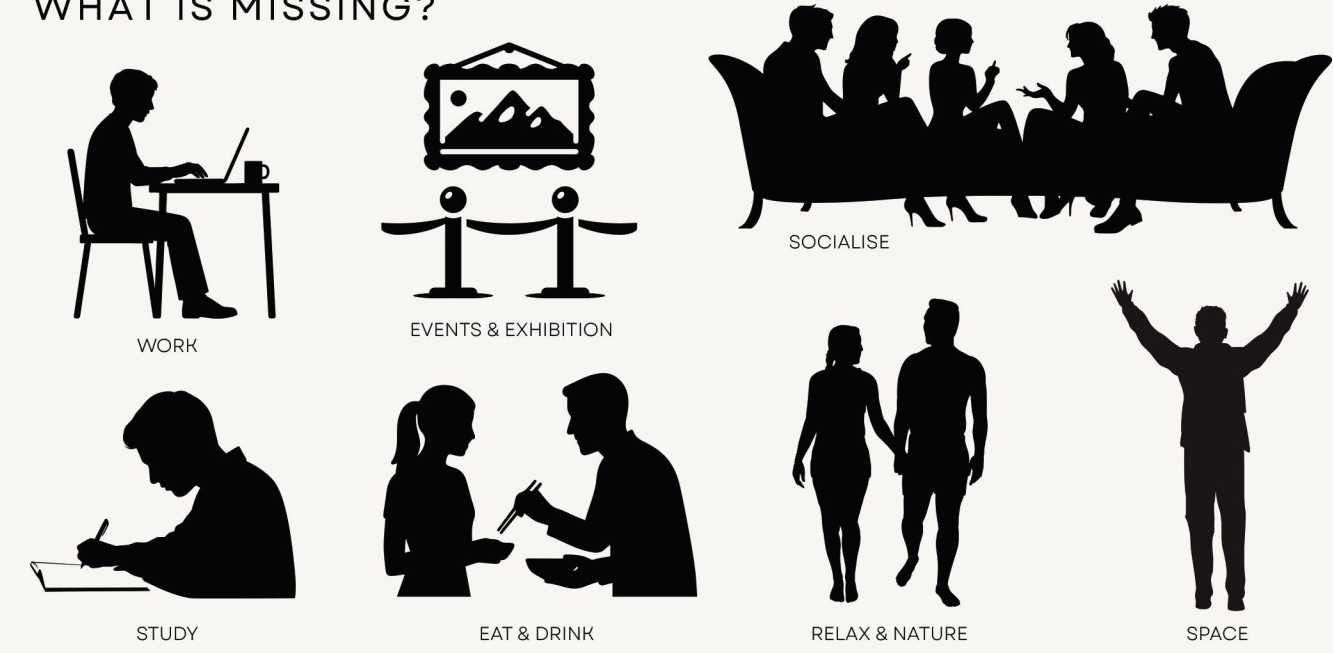 WHAT IS MISSING?
SOCIALISE
EVENTS & EXHIBITION
WORK
STUDY
EAT & DRINK
RELAX & NATURE
SPACE